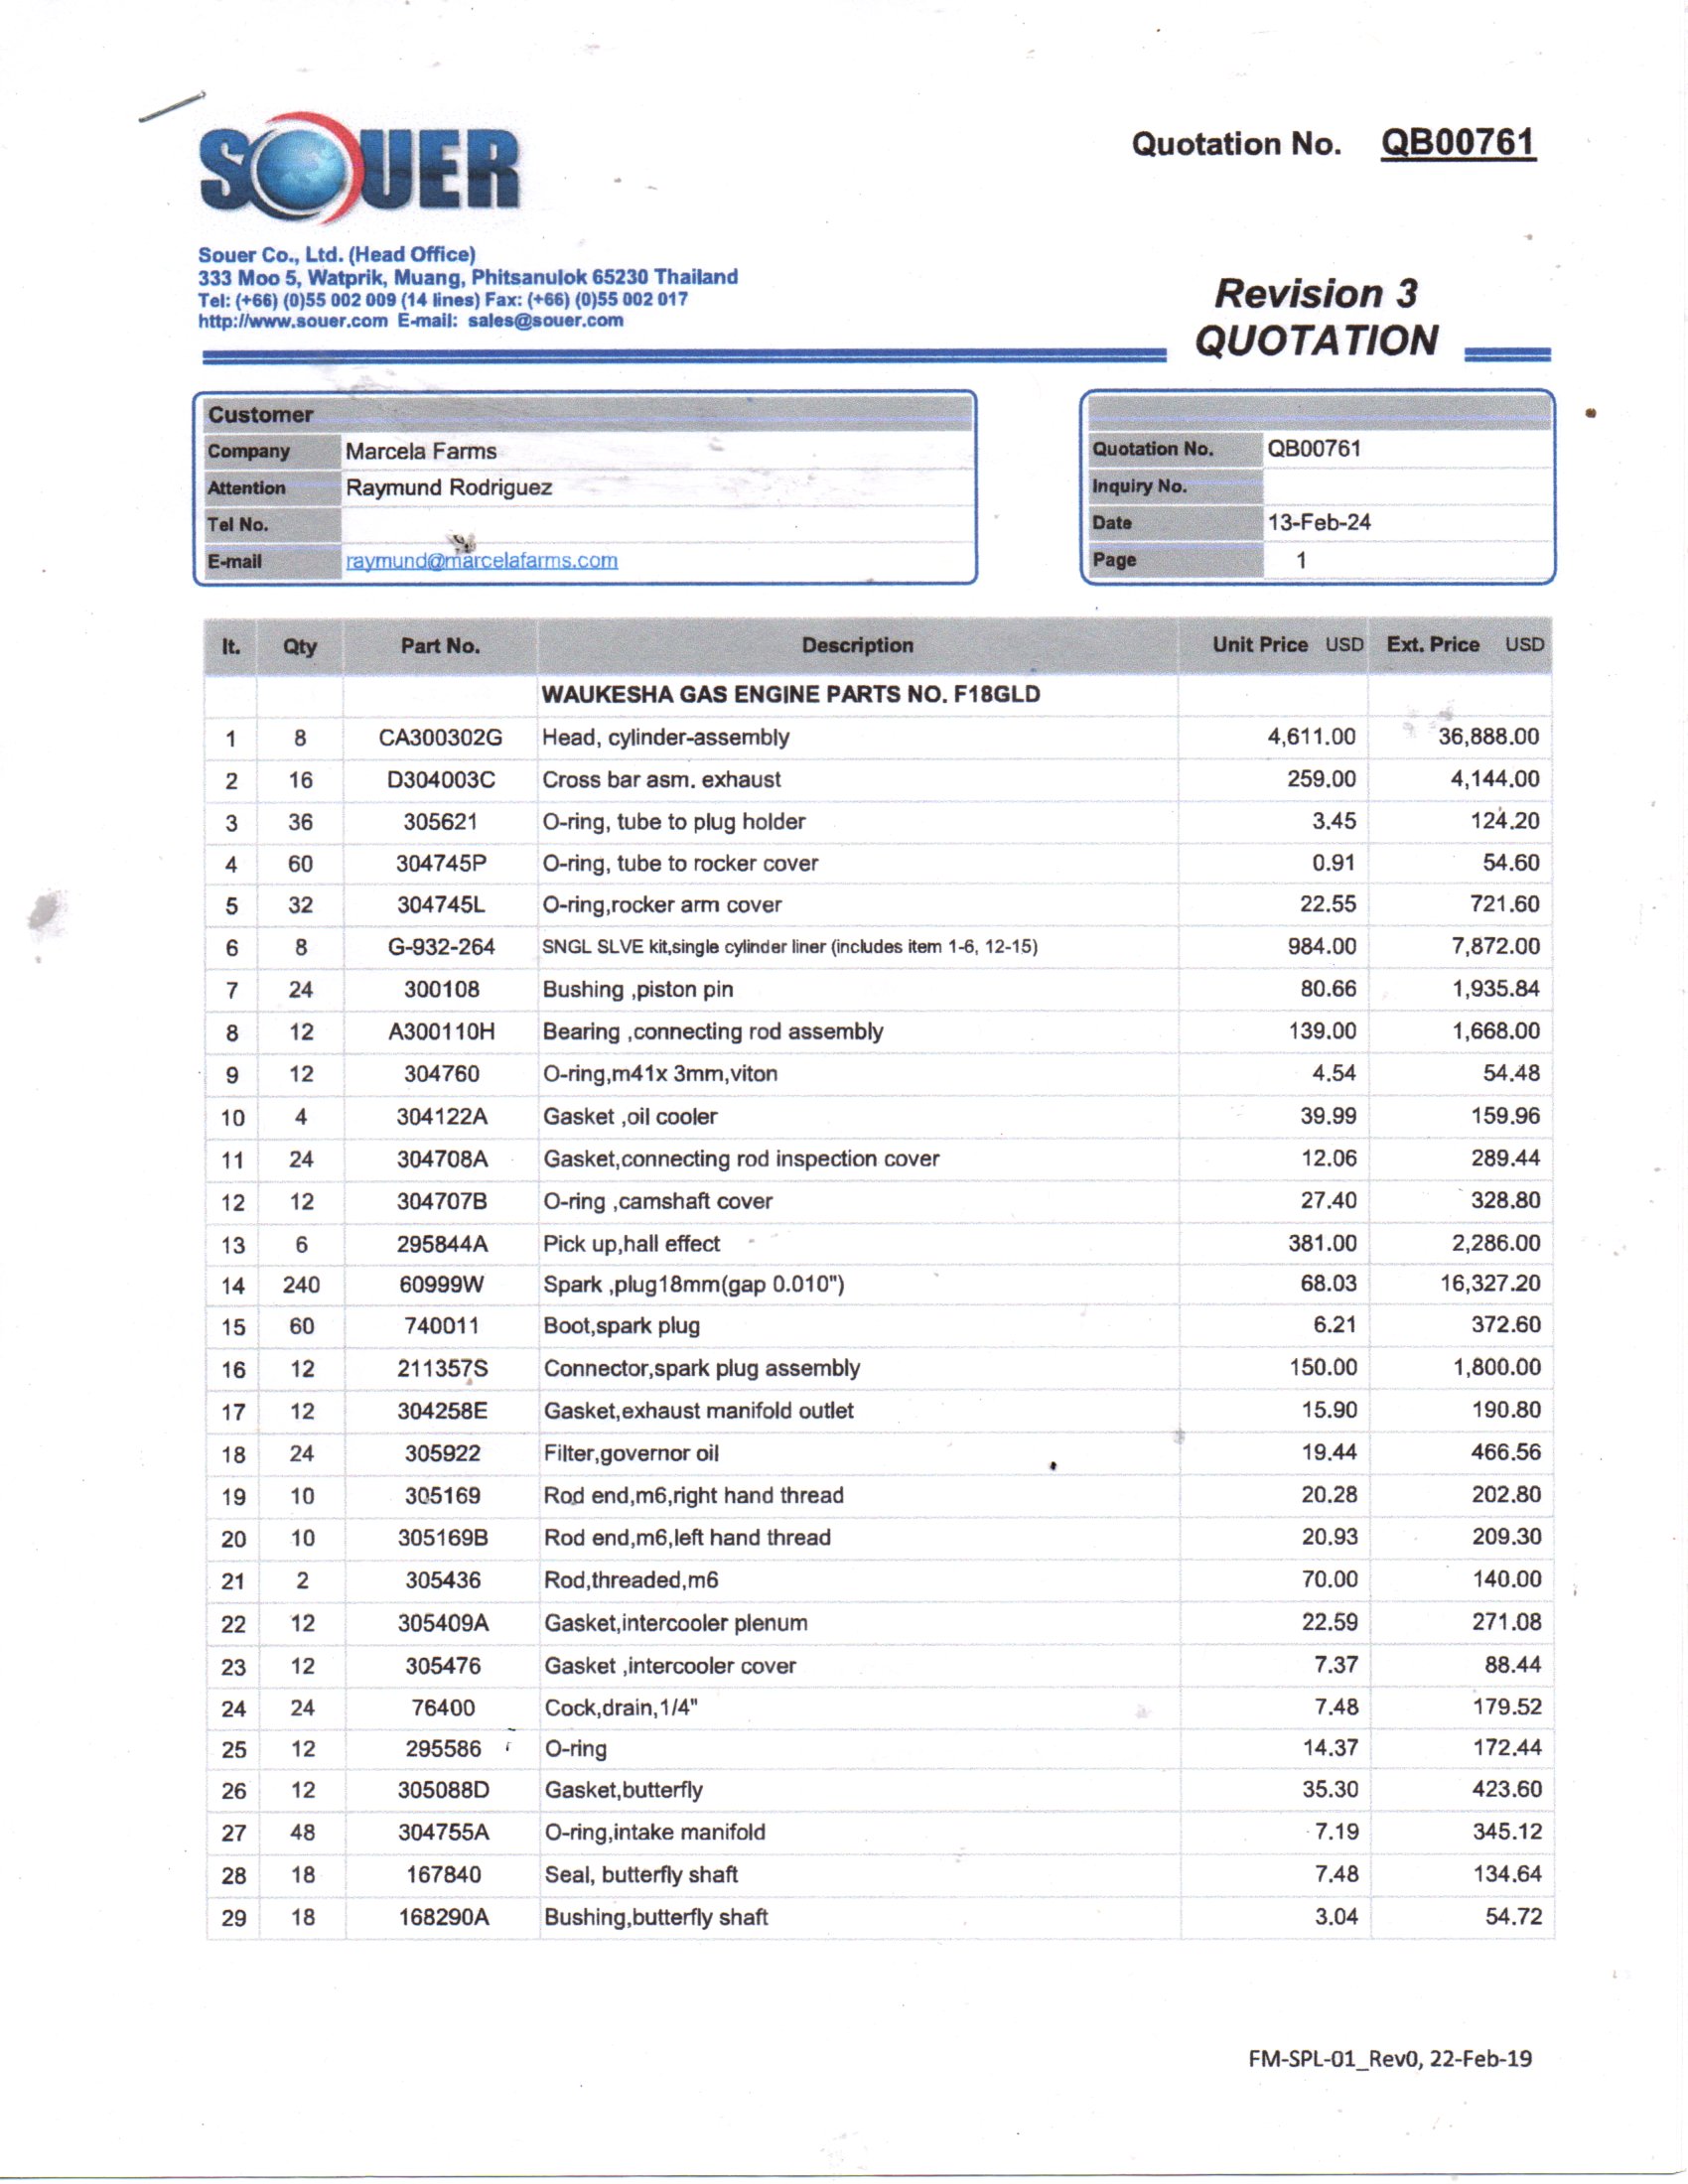 SOUER
Quotation No. QB00761
Souer Co., Ltd. (Head Office)
333 Moo 5, Watprik, Muang, Phitsanulok 65230 Thailand
Tel: (+66) (0)55 002 009 (14 lines) Fax: (+66) (0)55 002 017
http://www.souer.com E-mail: sales@souer.com
Revision 3
QUOTATION
Customer
Company Marcela Farms
Attention Raymund Rodriguez
Tel No.
E-mail raymund@marcelafarms.com
Quotation No. QB00761
Inquiry No.
Date 13-Feb-24
Page 1
It. Qty Part No. Description Unit Price USD Ext. Price USD
WAUKESHA GAS ENGINE PARTS NO. F18GLD
1 8 CA300302G Head, cylinder-assembly 4,611.00 36,888.00
2 16 D304003C Cross bar asm. exhaust 259.00 4,144.00
3 36 305621 O-ring, tube to plug holder 3.45 124.20
4 60 304745P O-ring, tube to rocker cover 0.91 54.60
5 32 304745L O-ring,rocker arm cover 22.55 721.60
6 8 G-932-264 SNGL SLVE kit,single cylinder liner (includes item 1-6, 12-15) 984.00 7,872.00
7 24 300108 Bushing ,piston pin 80.66 1,935.84
8 12 A300110H Bearing ,connecting rod assembly 139.00 1,668.00
9 12 304760 O-ring,m41x 3mm,viton 4.54 54.48
10 4 304122A Gasket ,oil cooler 39.99 159.96
11 24 304708A Gasket,connecting rod inspection cover 12.06 289.44
12 12 304707B O-ring ,camshaft cover 27.40 328.80
13 6 295844A Pick up,hall effect 381.00 2,286.00
14 240 60999W Spark ,plug18mm(gap 0.010") 68.03 16,327.20
15 60 740011 Boot,spark plug 6.21 372.60
16 12 211357S Connector,spark plug assembly 150.00 1,800.00
17 12 304258E Gasket,exhaust manifold outlet 15.90 190.80
18 24 305922 Filter,governor oil 19.44 466.56
19 10 305169 Rod end,m6,right hand thread 20.28 202.80
20 10 305169B Rod end,m6,left hand thread 20.93 209.30
21 2 305436 Rod,threaded,m6 70.00 140.00
22 12 305409A Gasket,intercooler plenum 22.59 271.08
23 12 305476 Gasket ,intercooler cover 7.37 88.44
24 24 76400 Cock,drain,1/4" 7.48 179.52
25 12 295586 O-ring 14.37 172.44
26 12 305088D Gasket,butterfly 35.30 423.60
27 48 304755A O-ring,intake manifold 7.19 345.12
28 18 167840 Seal, butterfly shaft 7.48 134.64
29 18 168290A Bushing,butterfly shaft 3.04 54.72
FM-SPL-01_Rev0, 22-Feb-19